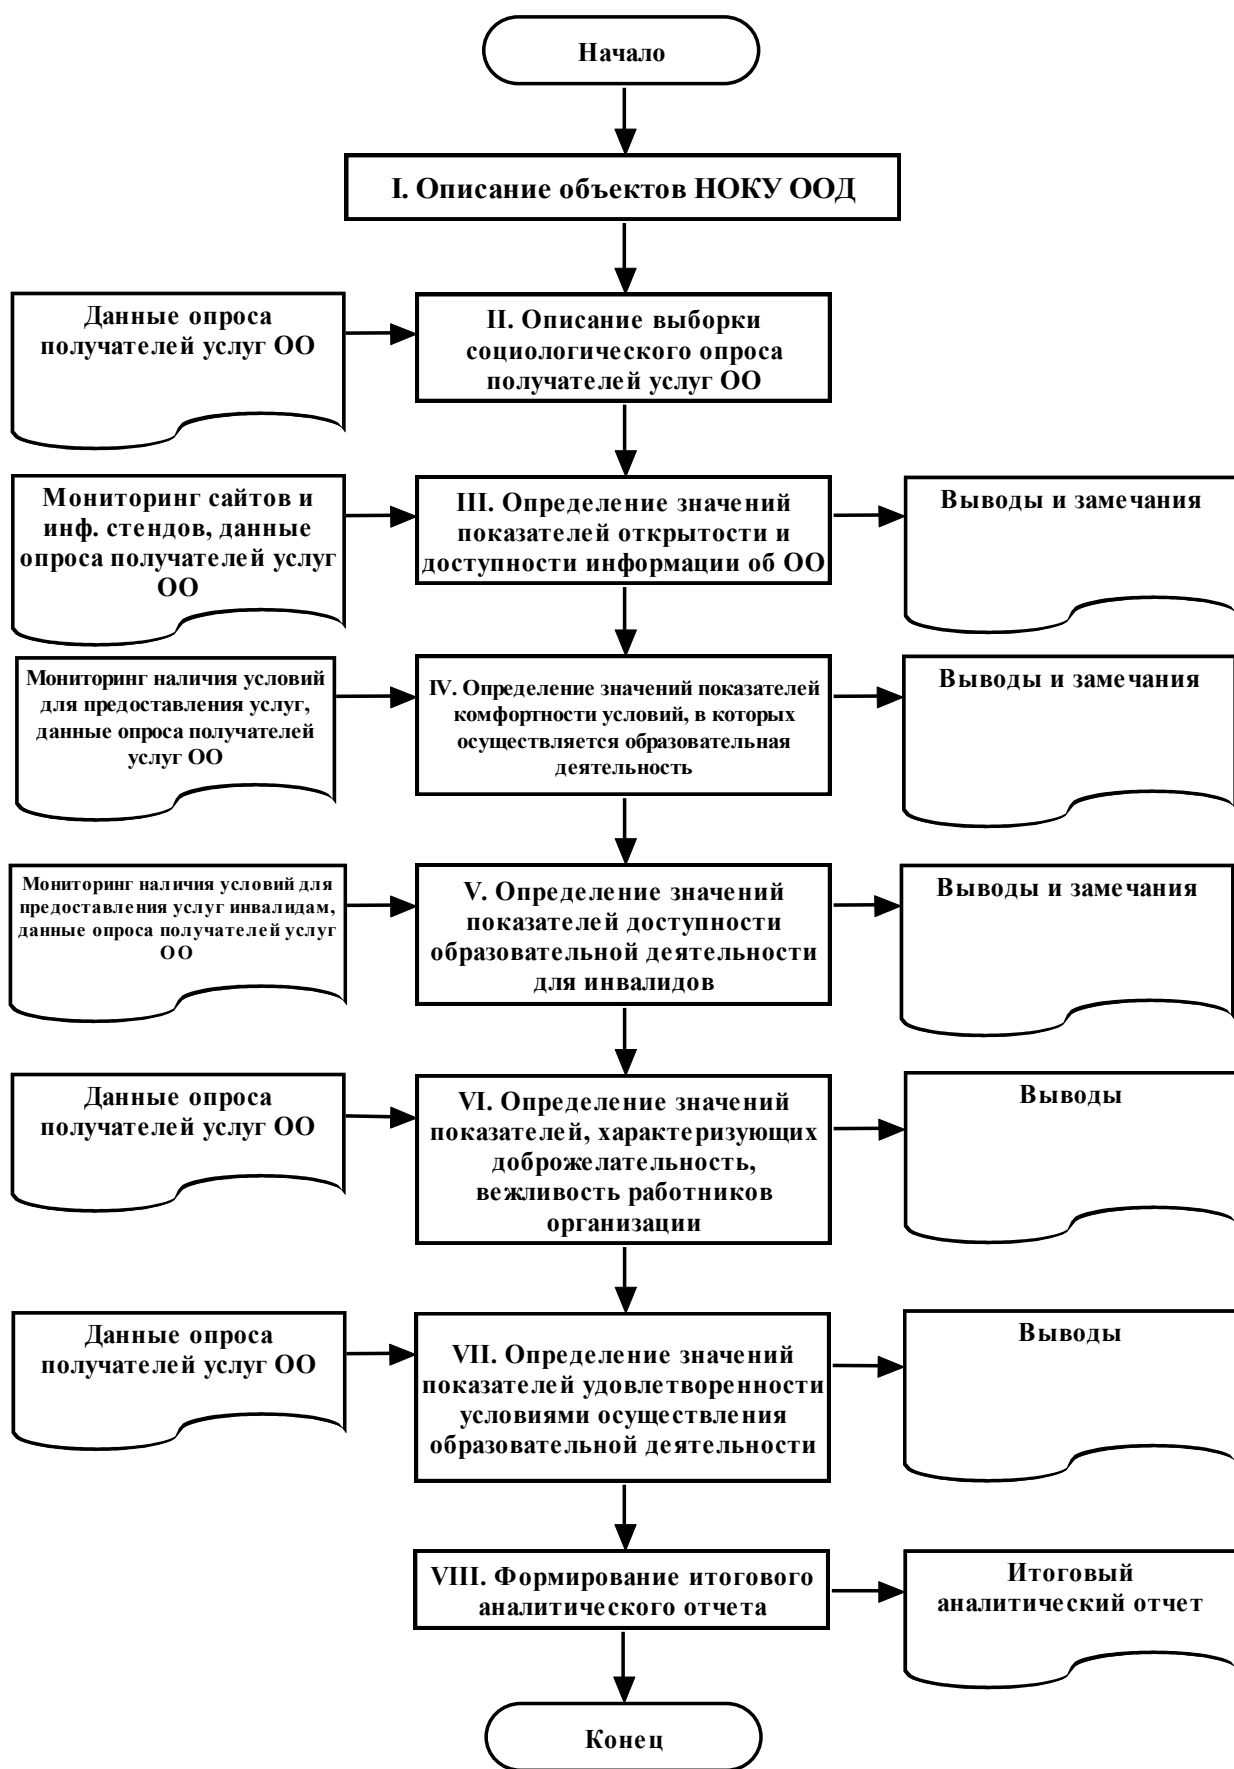 Начало
I. Описание объектов НОКУ ООД
Данные опроса
получателей услуг ОО
II. Описание выборки
социологического опроса
получателей услуг ОО
Мониторинг сайтов и
инф. стендов, данные
опроса получателей услуг
ОО
III. Определение значений
показателей открытости и
доступности информации об ОО
Выводы и замечания
Мониторинг наличия условий
для предоставления услуг,
данные опроса получателей
услуг ОО
IV. Определение значений показателей
комфортности условий, в которых
осуществляется образовательная
деятельность
Выводы и замечания
Мониторинг наличия условий для
предоставления услуг инвалидам,
данные опроса получателей услуг
ОО
V. Определение значений
показателей доступности
образовательной деятельности
для инвалидов
Выводы и замечания
Данные опроса
получателей услуг ОО
VI. Определение значений
показателей, характеризующих
доброжелательность,
вежливость работников
организации
Выводы
Данные опроса
получателей услуг ОО
VII. Определение значений
показателей удовлетворенности
условиями осуществления
образовательной деятельности
Выводы
VIII. Формирование итогового
аналитического отчета
Итоговый
аналитический отчет
Конец